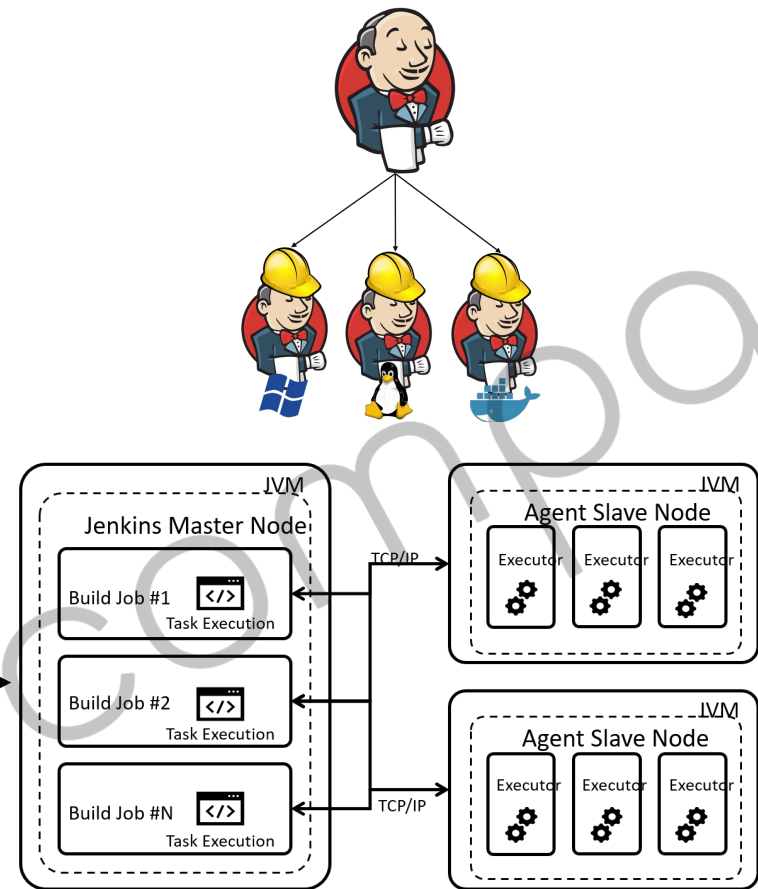 JVM
Jenkins Master Node
Build Job #1
</>
Task Execution
Build Job #2
</>
Task Execution
Build Job #N
</>
Task Execution
TCP/IP
TCP/IP
JVM
Agent Slave Node
Executor
Executor
Executor
JVM
Agent Slave Node
Executor
Executor
Executor
compa